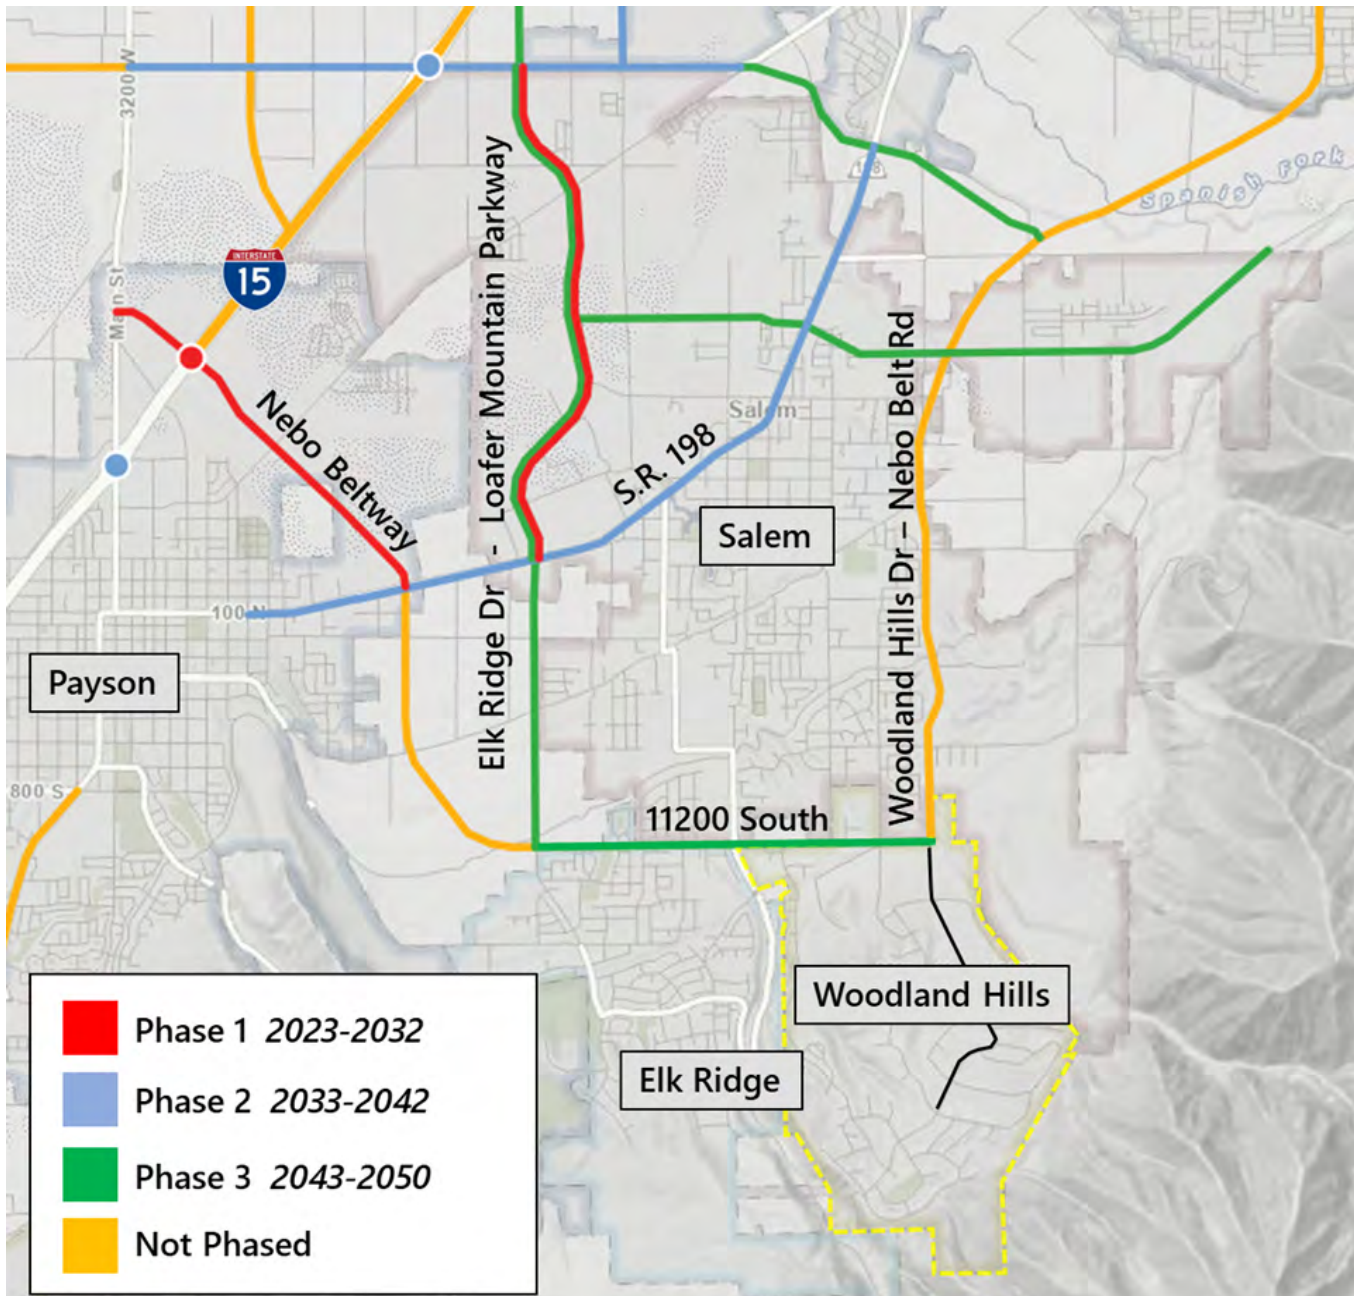 3200 W
INTERSTATE
15
Main St
Nebo Beltway
Elk Ridge Dr - Loafer Mountain Parkway
198
Spanish Fork
Salem
S.R. 198
Salem
Woodland Hills Dr – Nebo Belt Rd
100 N
Payson
800 S
11200 South
Woodland Hills
Elk Ridge
Phase 1 2023-2032
Phase 2 2033-2042
Phase 3 2043-2050
Not Phased